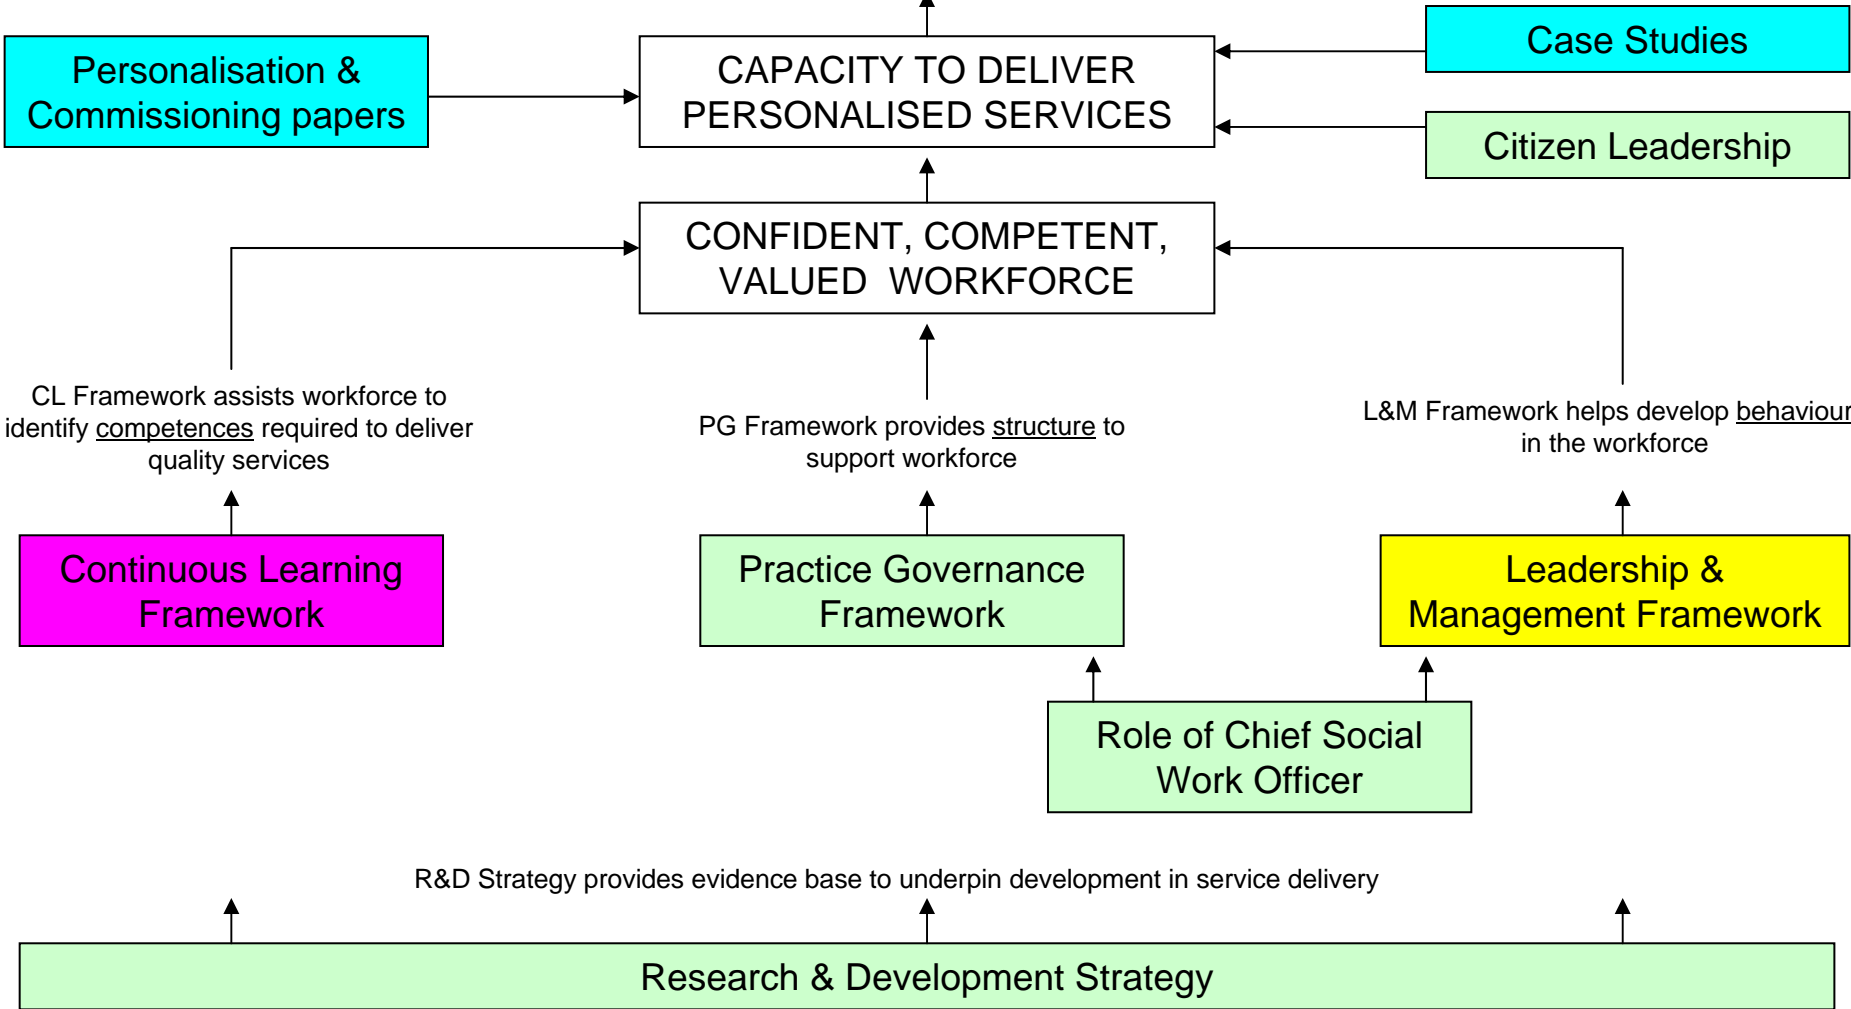 Case Studies
Personalisation &
Commissioning papers
CAPACITY TO DELIVER
PERSONALISED SERVICES
Citizen Leadership
CONFIDENT, COMPETENT,
VALUED  WORKFORCE
CL Framework assists workforce to
identify competences required to deliver
quality services
PG Framework provides structure to
support workforce
L&M Framework helps develop behaviour
in the workforce
Continuous Learning
Framework
Practice Governance
Framework
Leadership &
Management Framework
Role of Chief Social
Work Officer
R&D Strategy provides evidence base to underpin development in service delivery
Research & Development Strategy